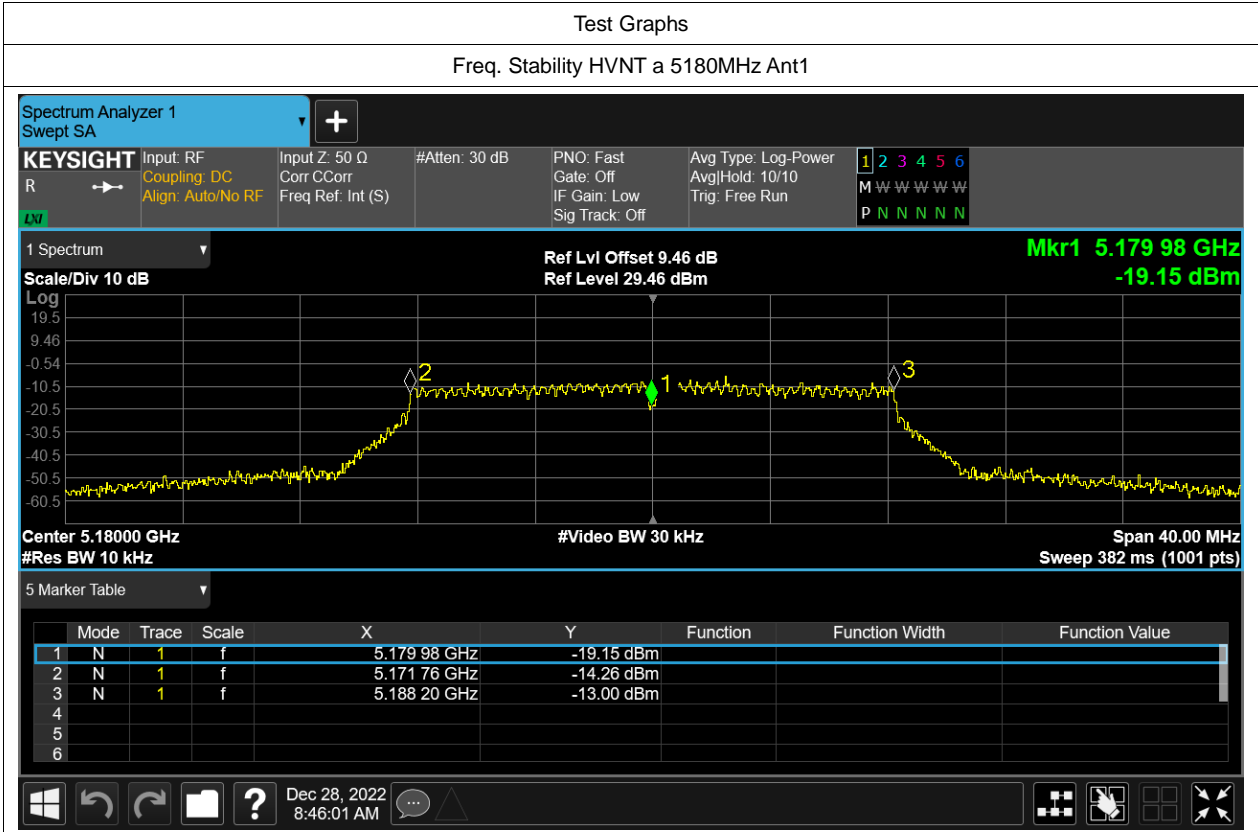 Test Graphs
Freq. Stability HVNT a 5180MHz Ant1
Spectrum Analyzer 1
Swept SA
+
KEYSIGHT Input: RF Input Z: 50 Ω #Atten: 30 dB PNO: Fast Avg Type: Log-Power 1 2 3 4 5 6
R Coupling: DC Corr CCorr Gate: Off Avg|Hold: 10/10 M W W W W W
Align: Auto/No RF Freq Ref: Int (S) IF Gain: Low Trig: Free Run
LXI Sig Track: Off P N N N N N
1 Spectrum Ref Lvl Offset 9.46 dB Mkr1 5.179 98 GHz
Scale/Div 10 dB Ref Level 29.46 dBm -19.15 dBm
Log
19.5
9.46
-0.54
-10.5
-20.5
-30.5
-40.5
-50.5
-60.5
2 1 3
Center 5.18000 GHz #Video BW 30 kHz Span 40.00 MHz
#Res BW 10 kHz Sweep 382 ms (1001 pts)
5 Marker Table
Mode Trace Scale X Y Function Function Width Function Value
1 N 1 f 5.179 98 GHz -19.15 dBm
2 N 1 f 5.171 76 GHz -14.26 dBm
3 N 1 f 5.188 20 GHz -13.00 dBm
4
5
6
? Dec 28, 2022
8:46:01 AM